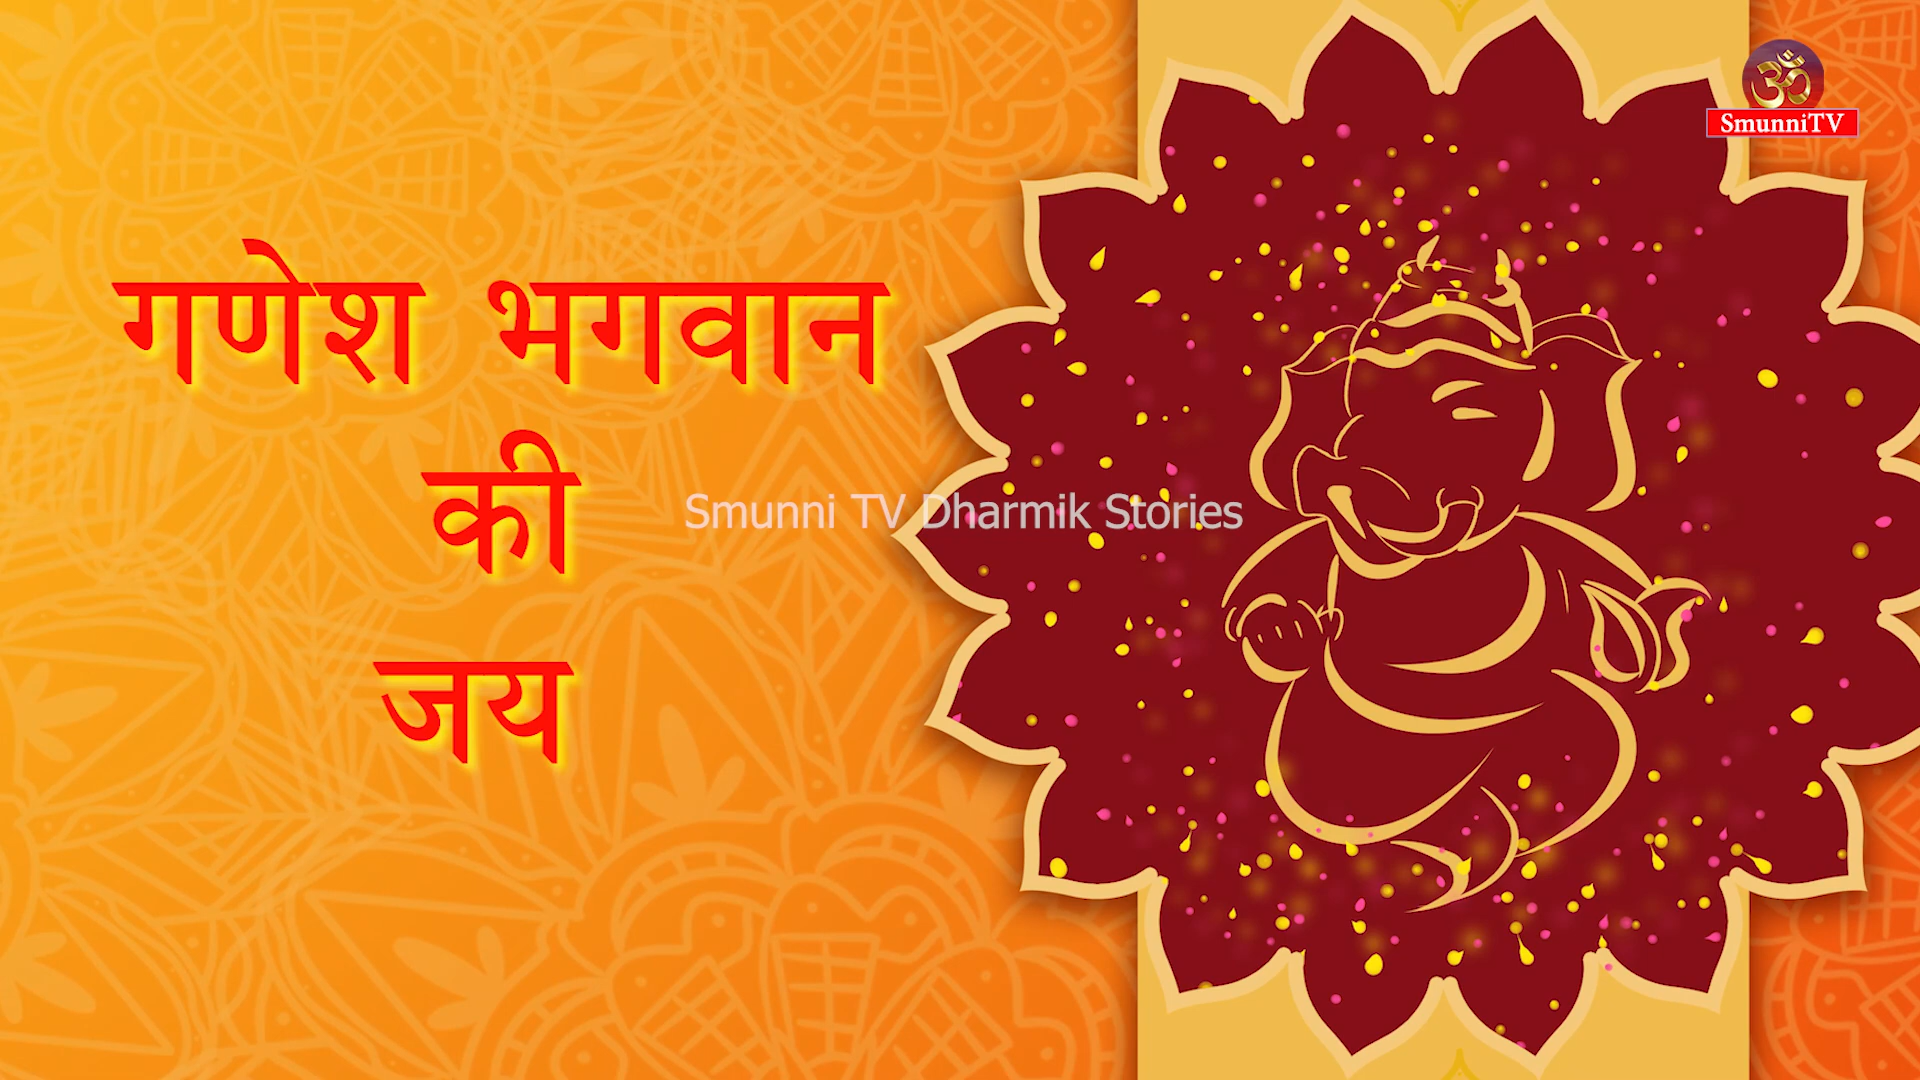 ॐ
SmunniTV
गणेश भगवान
की
Smunni TV Dharmik Stories
जय